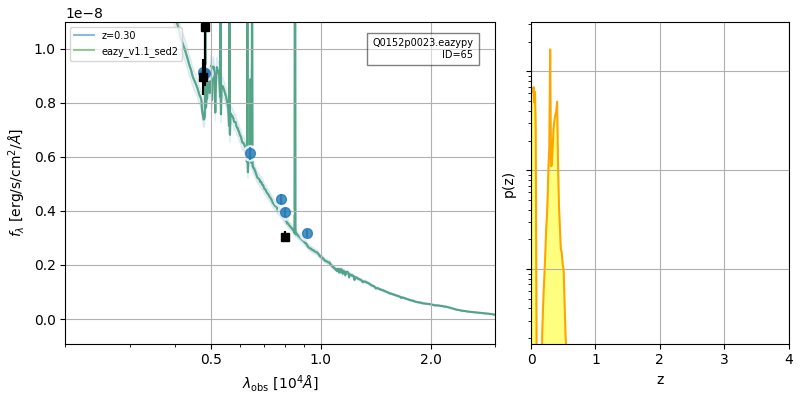 1e−8
z=0.30
eazy_v1.1_sed2
Q0152p0023.eazypy
ID=65
1.0
0.8
0.6
0.4
0.2
0.0
fλ [erg/s/cm²/Å]
0.5
1.0
2.0
λobs [10⁴Å]
p(z)
0
1
2
3
4
z